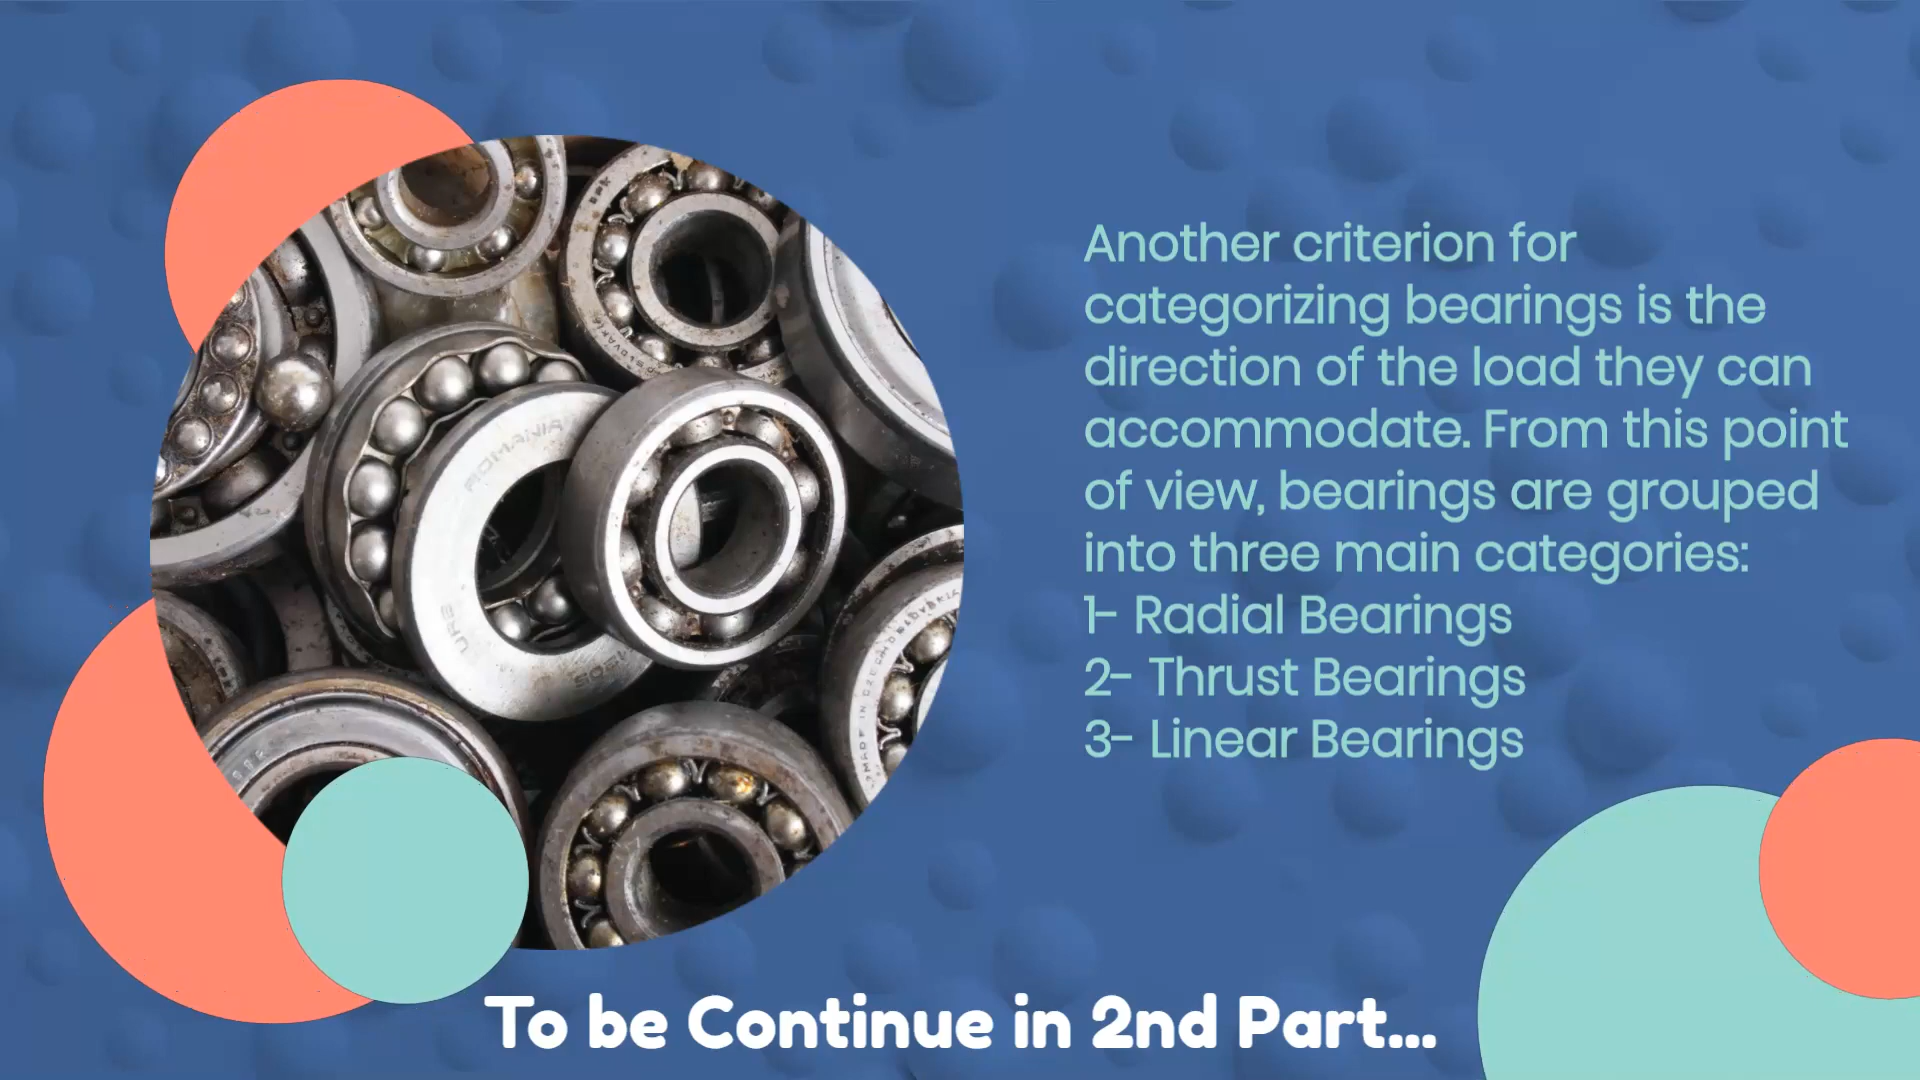 Another criterion for
categorizing bearings is the
direction of the load they can
accommodate. From this point
of view, bearings are grouped
into three main categories:
1- Radial Bearings
2- Thrust Bearings
3- Linear Bearings
ROMANIA
URB
To be Continue in 2nd Part...